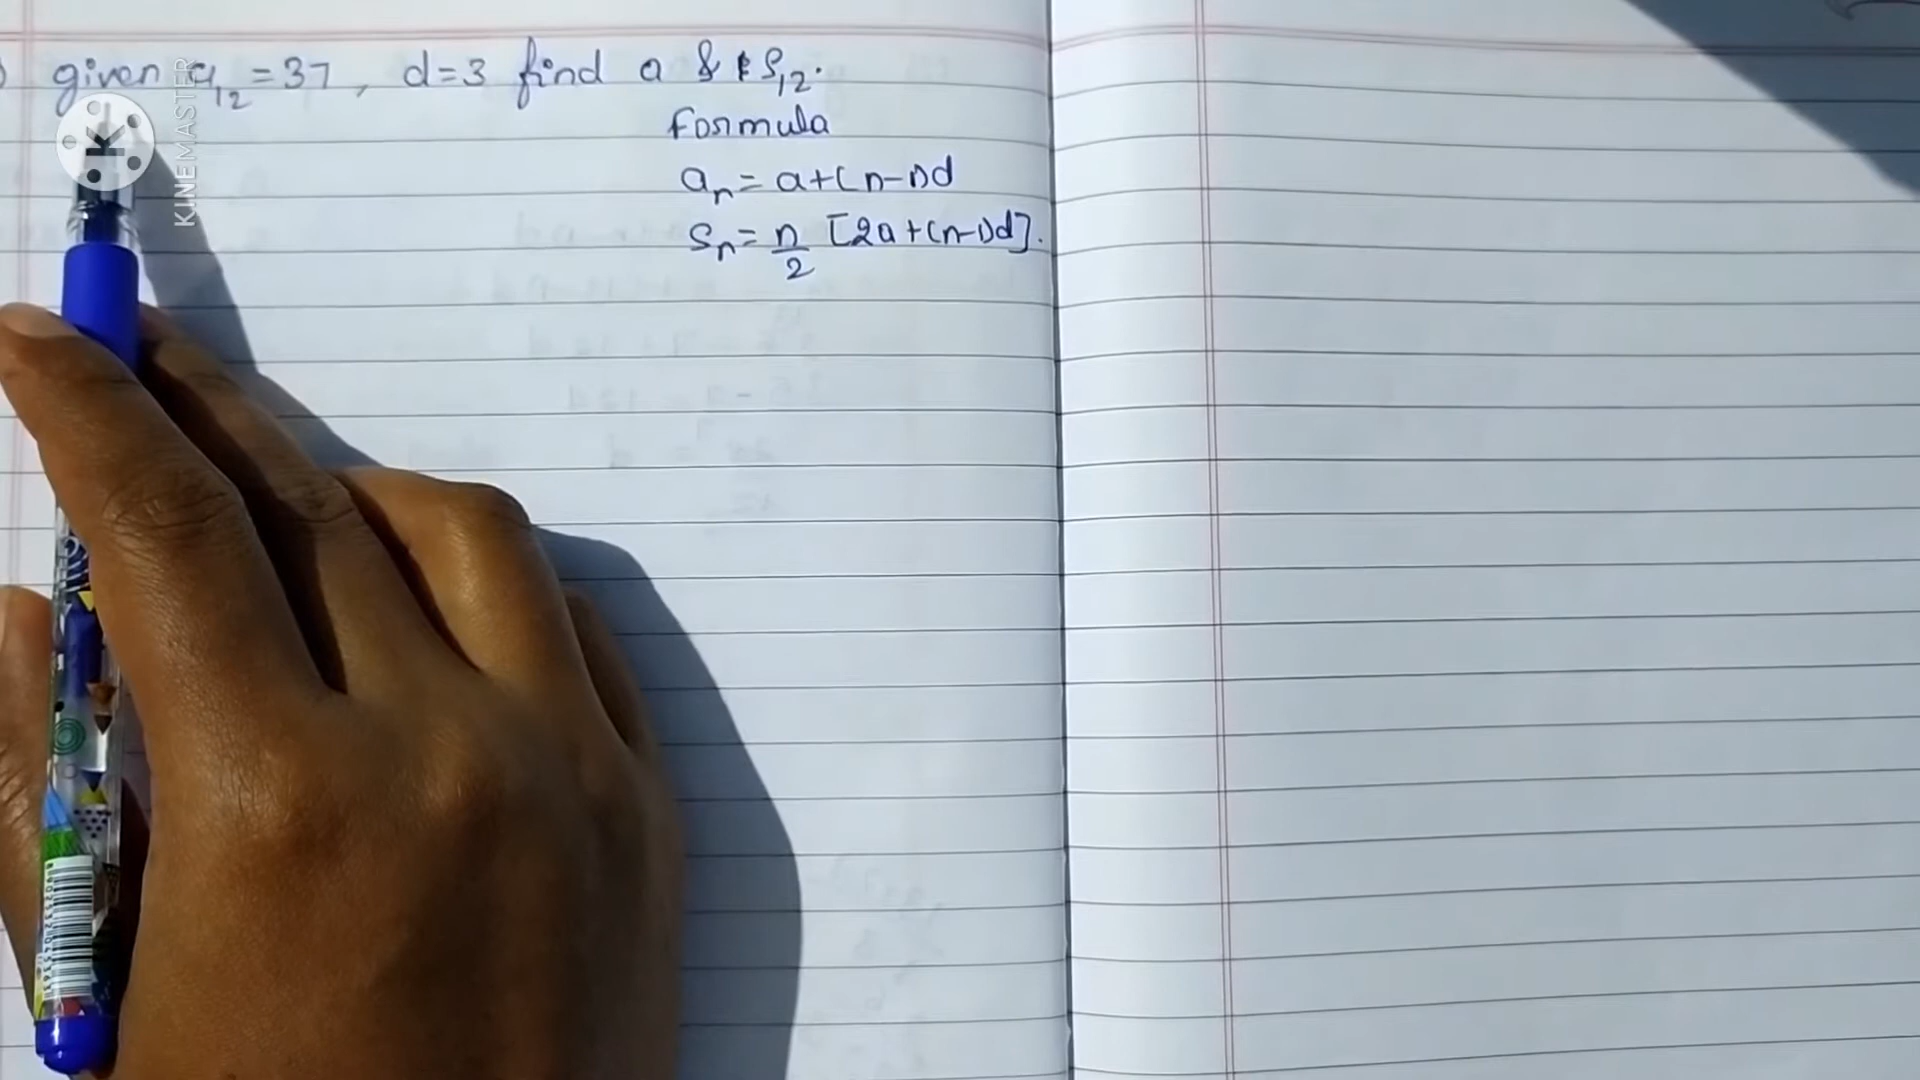 given a₁₂ = 37, d=3 find a & S₁₂.
Formula
aₙ = a+(n-1)d
Sₙ = n/2 [2a+(n-1)d].
KINEMASTER